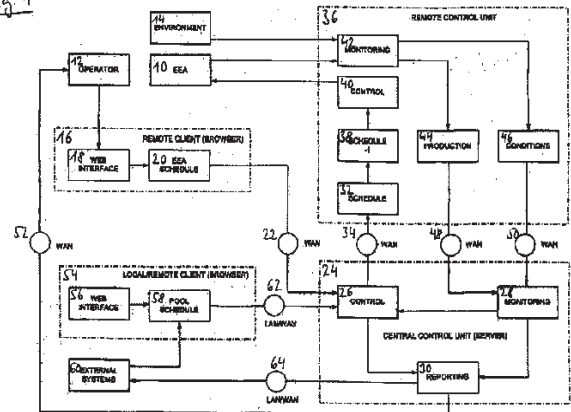 36
REMOTE CONTROL UNIT
14
ENVIRONMENT
42
MONITORING
12
OPERATOR
10 EEA
40
CONTROL
16
REMOTE CLIENT (BROWSER)
18 WEB
INTERFACE
20 EEA
SCHEDULE
38
SCHEDULE
-1
44
PRODUCTION
46
CONDITIONS
32
SCHEDULE
52
WAN
22
WAN
34
WAN
48
WAN
50
WAN
54
LOCAL/REMOTE CLIENT (BROWSER)
56 WEB
INTERFACE
58 POOL
SCHEDULE
62
LAN/WAN
24
26
CONTROL
28
MONITORING
CENTRAL CONTROL UNIT (SERVER)
60 EXTERNAL
SYSTEMS
64
LAN/WAN
30
REPORTING